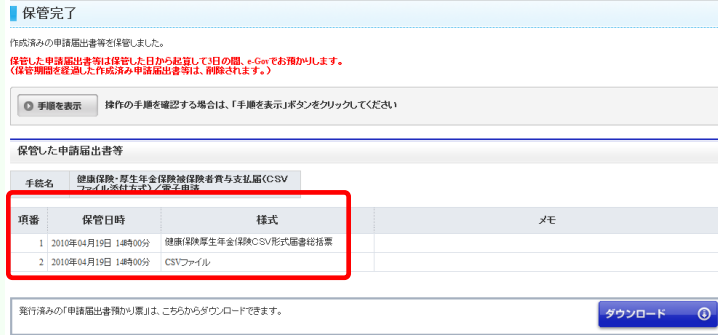 保管完了
作成済みの申請届出書等を保管しました。
保管した申請届出書等は保管した日から起算して3日の間、e-Govでお預かりします。
(保管期間を経過した作成済み申請届出書等は、削除されます。)
手順を表示 操作の手順を確認する場合は、「手順を表示」ボタンをクリックしてください
保管した申請届出書等
手続名 健康保険・厚生年金保険被保険者賞与支払届(CSV
ファイル添付方式)/電子申請
項番 保管日時 様式 メモ
1 2010年04月19日 14時00分 健康保険厚生年金保険CSV形式届書総括票
2 2010年04月19日 14時00分 CSVファイル
発行済みの「申請届出書預かり票」は、こちらからダウンロードできます。 ダウンロード